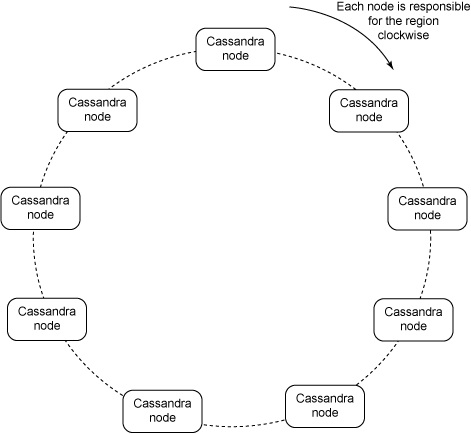 Each node is responsible
for the region
clockwise
Cassandra
node
Cassandra
node
Cassandra
node
Cassandra
node
Cassandra
node
Cassandra
node
Cassandra
node
Cassandra
node
Cassandra
node